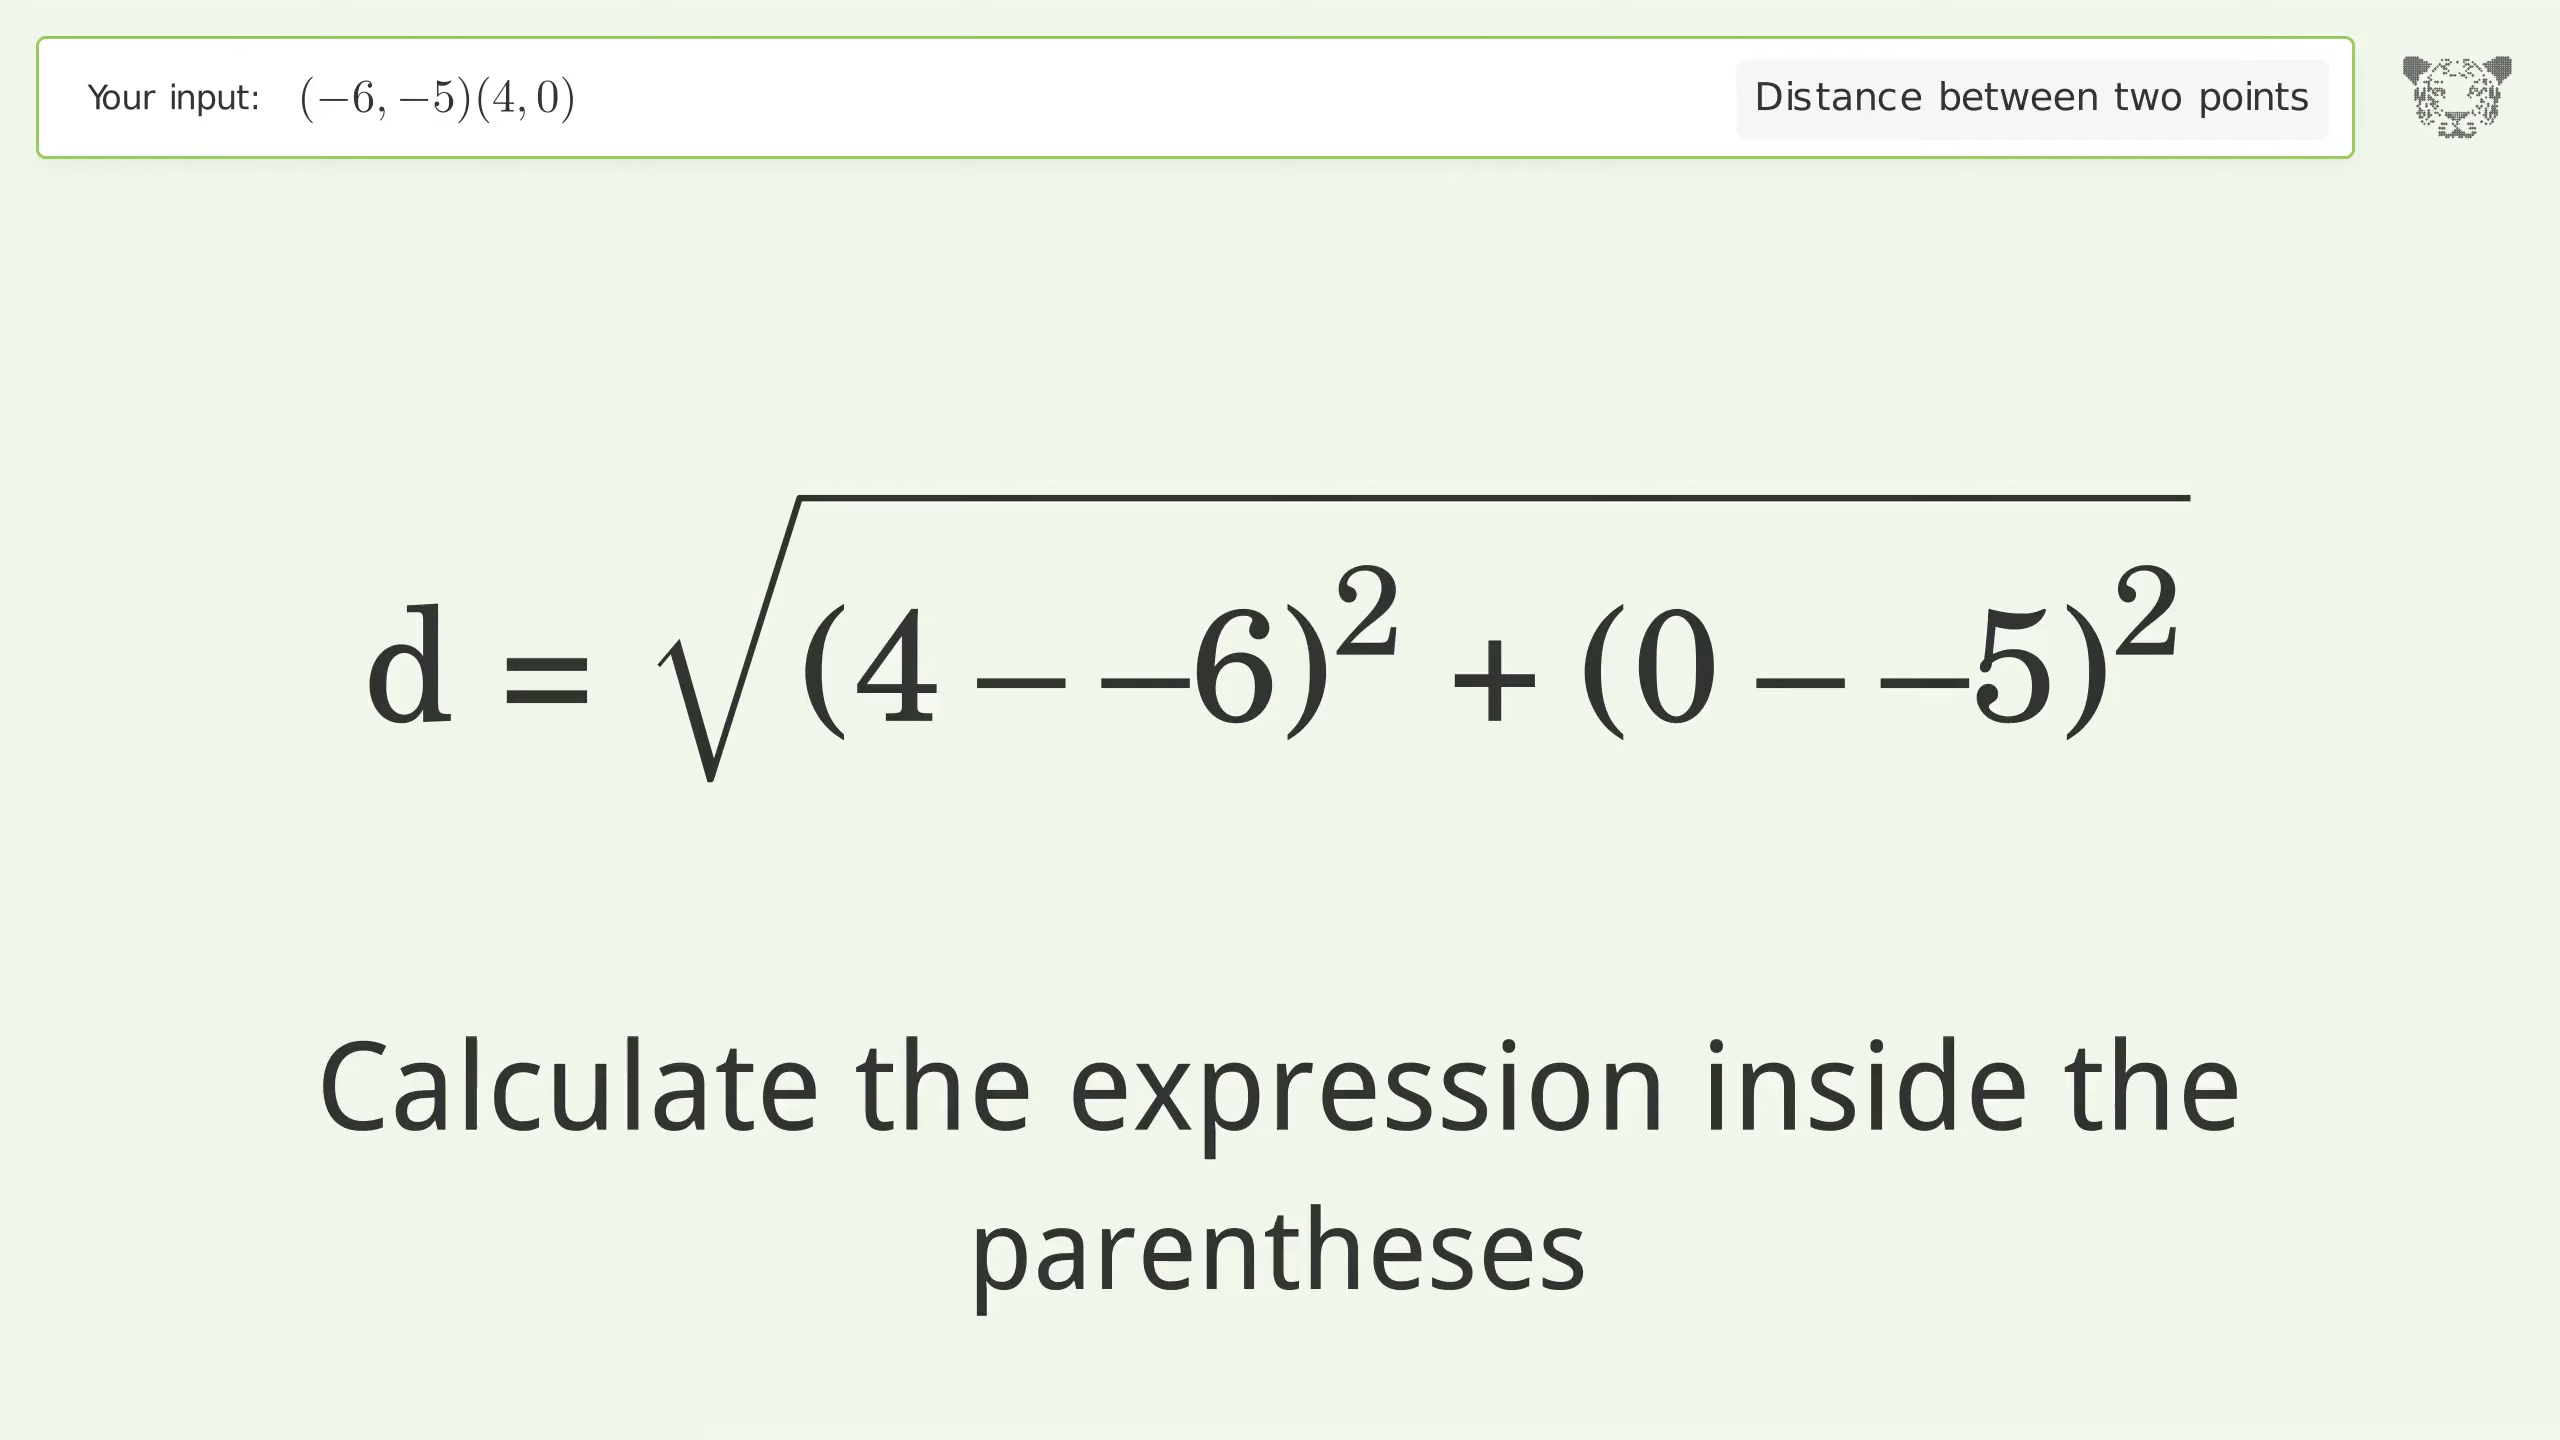 Your input: (−6, −5)(4, 0)
Distance between two points
d = √(4 − −6)² + (0 − −5)²
Calculate the expression inside the
parentheses